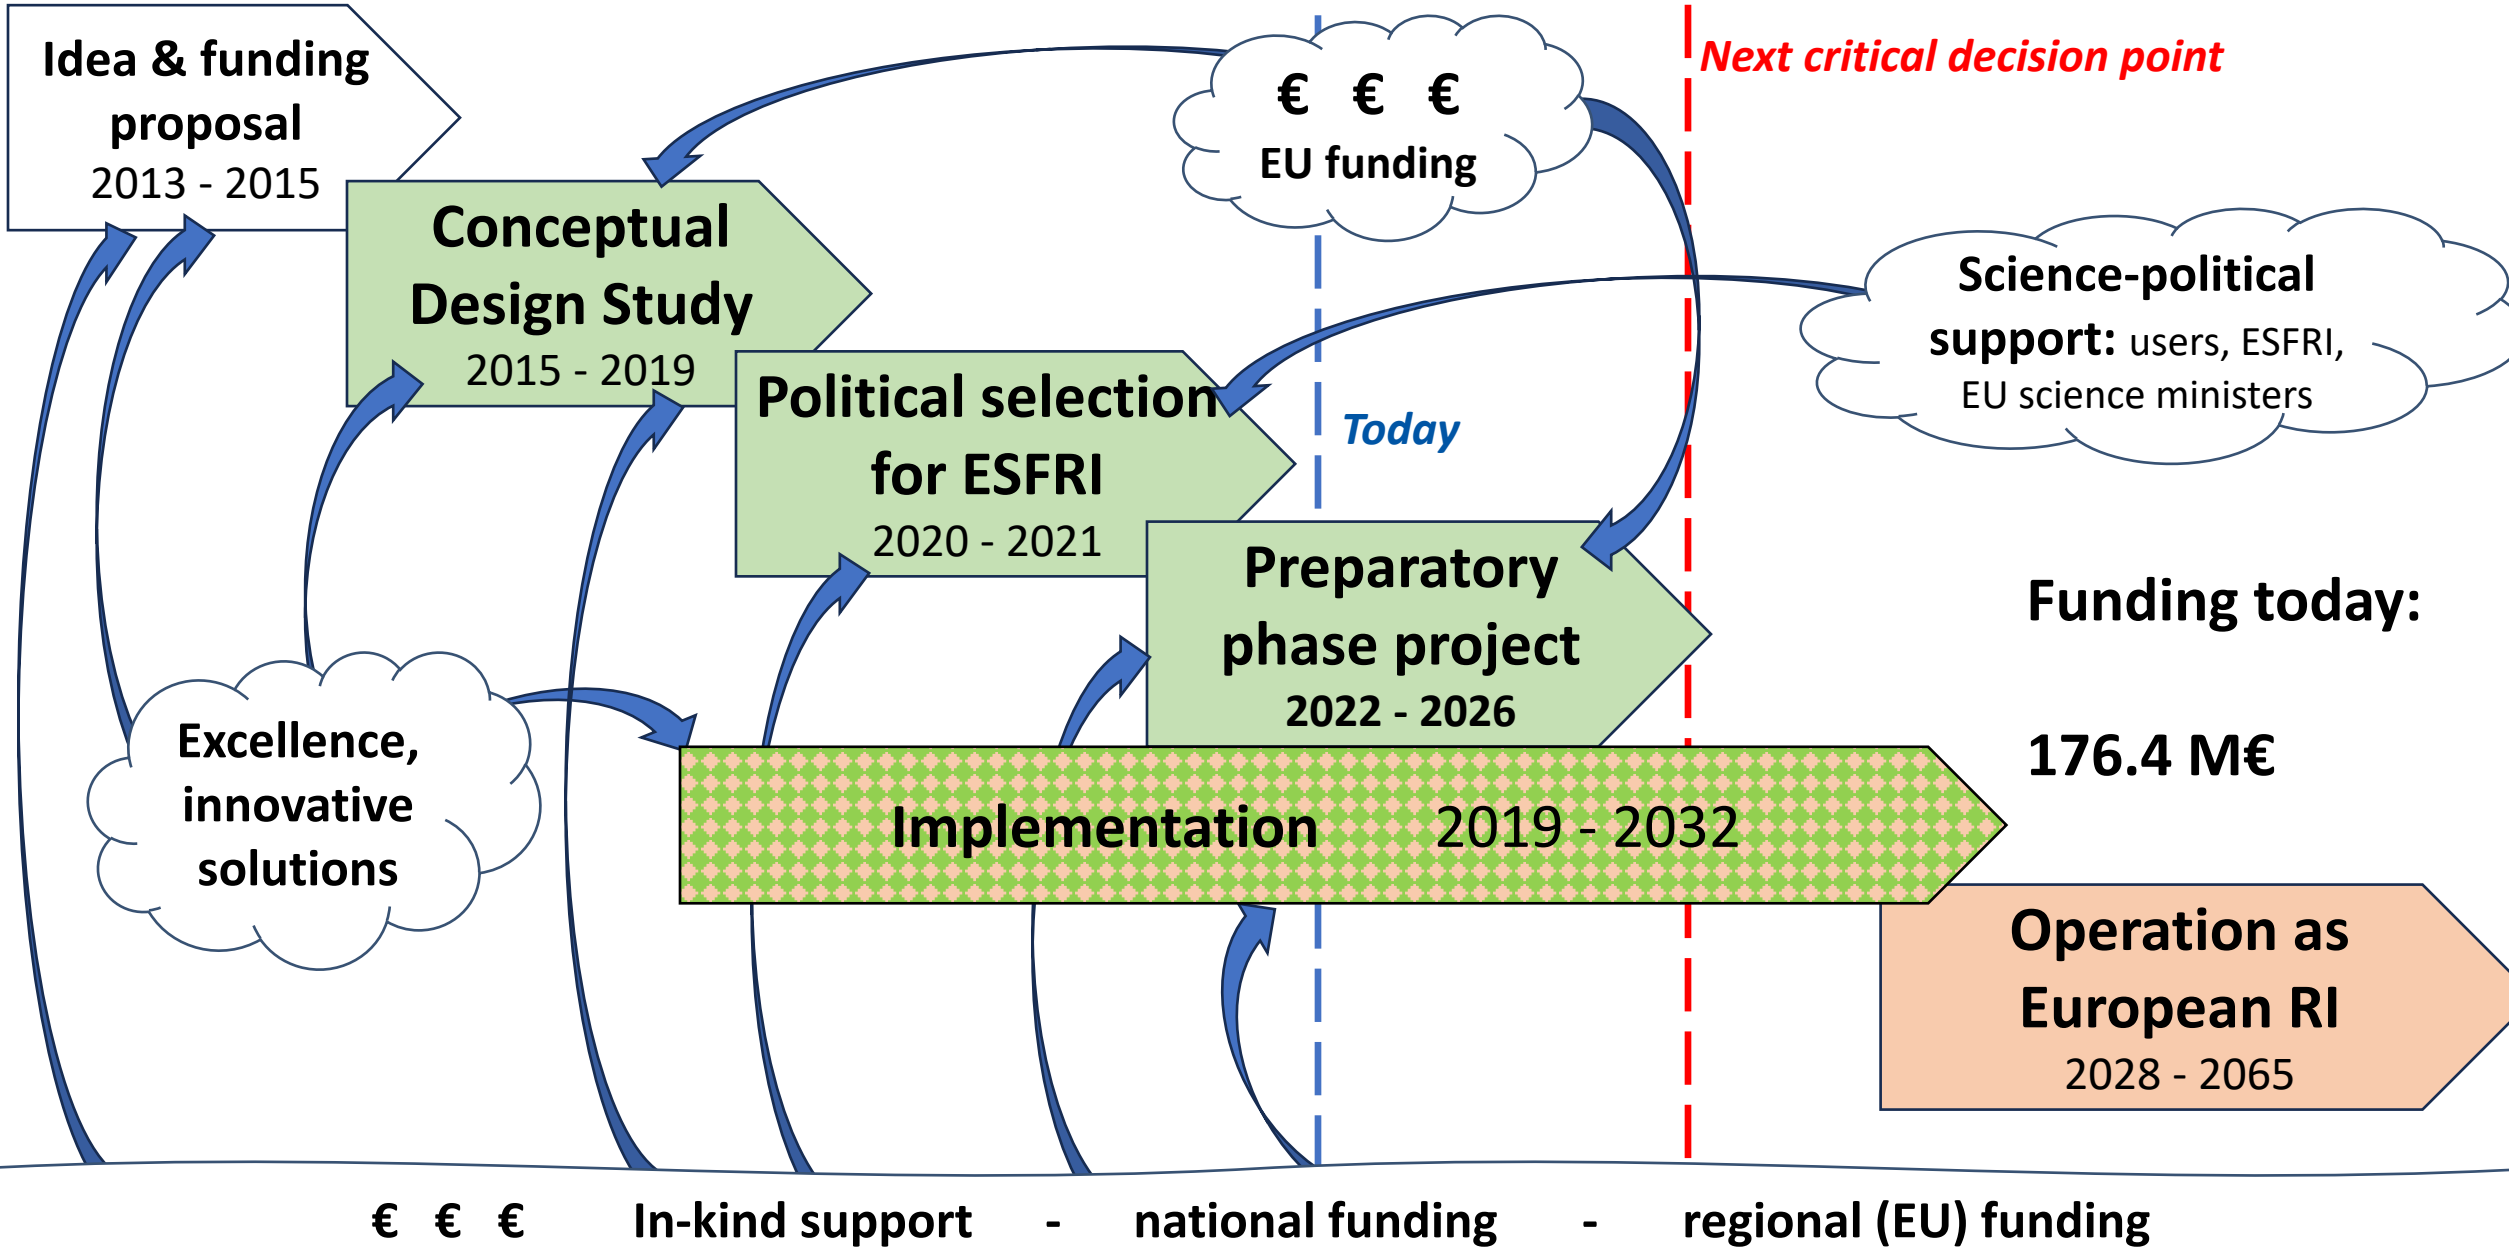 Idea & funding
proposal
2013 - 2015
Conceptual
Design Study
2015 - 2019
Political selection
for ESFRI
2020 - 2021
Preparatory
phase project
2022 - 2026
Implementation 2019 - 2032
Operation as
European RI
2028 - 2065
€ € €
EU funding
Next critical decision point
Science-political
support: users, ESFRI,
EU science ministers
Today
Funding today:
176.4 M€
Excellence,
innovative
solutions
€ € € In-kind support - national funding - regional (EU) funding